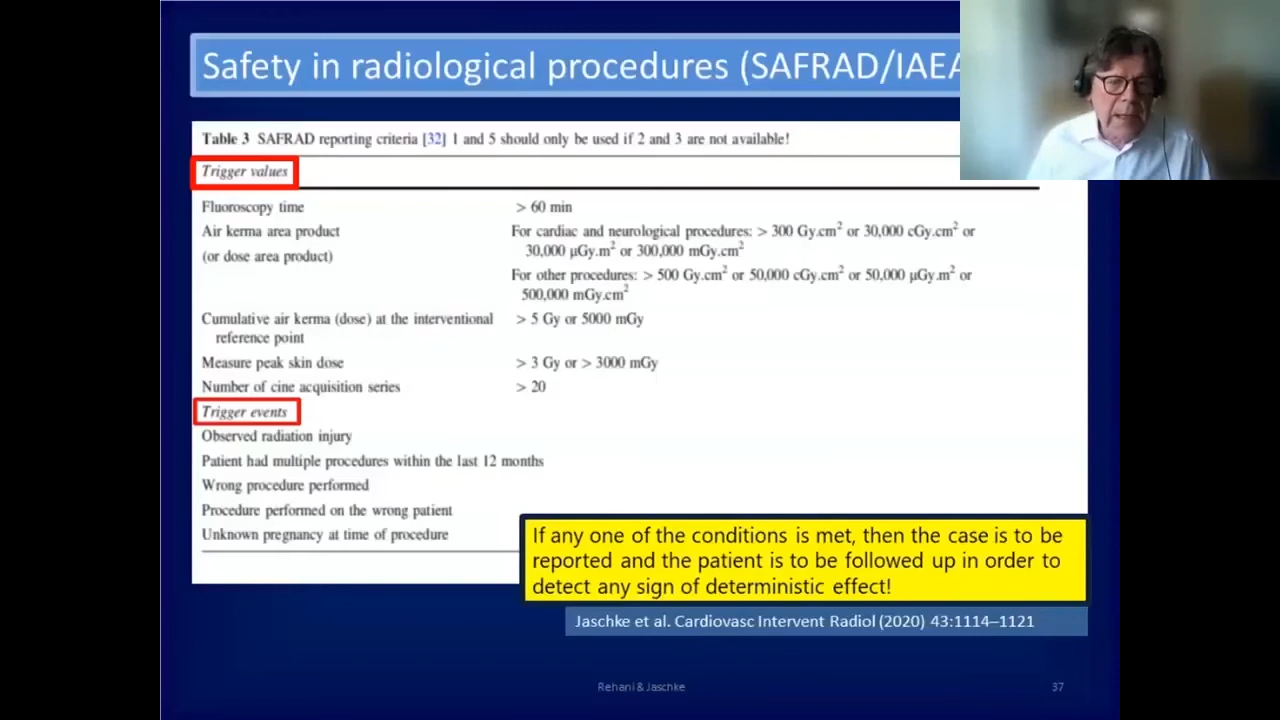 Safety in radiological procedures (SAFRAD/IAEA
Table 3 SAFRAD reporting criteria [32] 1 and 5 should only be used if 2 and 3 are not available!
Trigger values
Fluoroscopy time > 60 min
Air kerma area product For cardiac and neurological procedures: > 300 Gy.cm² or 30,000 cGy.cm² or
(or dose area product) 30,000 μGy.m² or 300,000 mGy.cm²
For other procedures: > 500 Gy.cm² or 50,000 cGy.cm² or 50,000 μGy.m² or
500,000 mGy.cm²
Cumulative air kerma (dose) at the interventional > 5 Gy or 5000 mGy
reference point
Measure peak skin dose > 3 Gy or > 3000 mGy
Number of cine acquisition series > 20
Trigger events
Observed radiation injury
Patient had multiple procedures within the last 12 months
Wrong procedure performed
Procedure performed on the wrong patient
Unknown pregnancy at time of procedure
If any one of the conditions is met, then the case is to be
reported and the patient is to be followed up in order to
detect any sign of deterministic effect!
Jaschke et al. Cardiovasc Intervent Radiol (2020) 43:1114–1121
Rehani & Jaschke 37